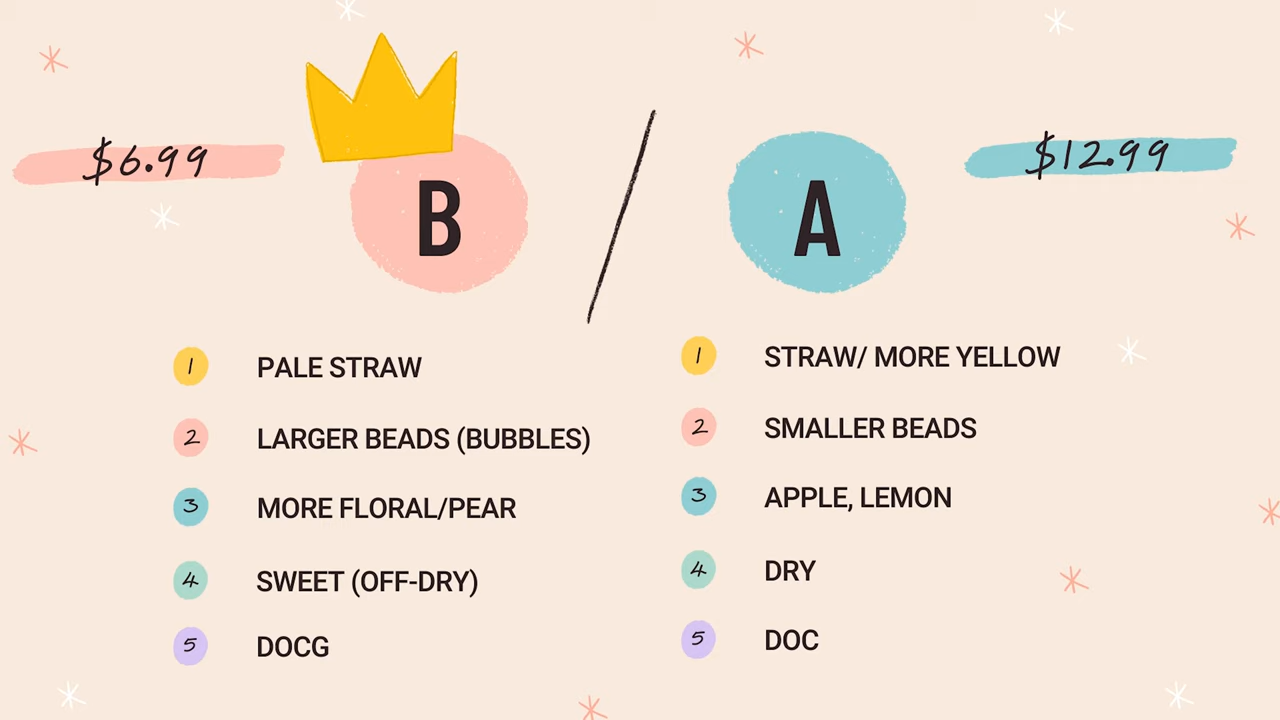 $6.99
B
A
$12.99
1 PALE STRAW
2 LARGER BEADS (BUBBLES)
3 MORE FLORAL/PEAR
4 SWEET (OFF-DRY)
5 DOCG
1 STRAW/ MORE YELLOW
2 SMALLER BEADS
3 APPLE, LEMON
4 DRY
5 DOC